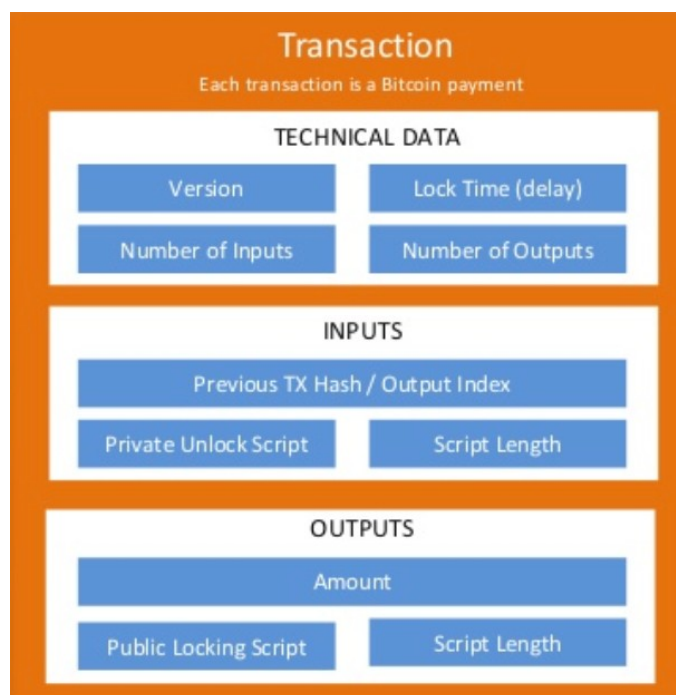 Transaction
Each transaction is a Bitcoin payment
TECHNICAL DATA
Version
Lock Time (delay)
Number of Inputs
Number of Outputs
INPUTS
Previous TX Hash / Output Index
Private Unlock Script
Script Length
OUTPUTS
Amount
Public Locking Script
Script Length